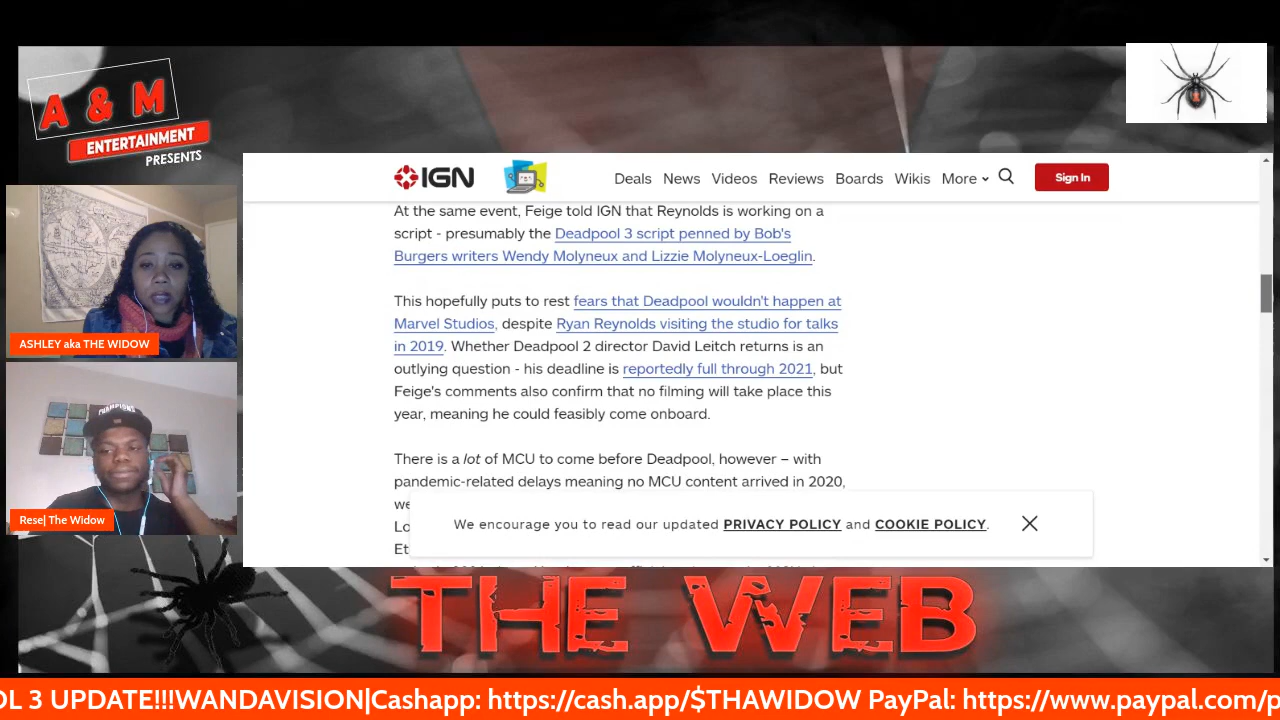 A & M
ENTERTAINMENT
PRESENTS
IGN
Deals News Videos Reviews Boards Wikis More
Sign In
At the same event, Feige told IGN that Reynolds is working on a
script - presumably the Deadpool 3 script penned by Bob's
Burgers writers Wendy Molyneux and Lizzie Molyneux-Loeglin.
This hopefully puts to rest fears that Deadpool wouldn't happen at
Marvel Studios, despite Ryan Reynolds visiting the studio for talks
in 2019. Whether Deadpool 2 director David Leitch returns is an
outlying question - his deadline is reportedly full through 2021, but
Feige's comments also confirm that no filming will take place this
year, meaning he could feasibly come onboard.
There is a lot of MCU to come before Deadpool, however – with
pandemic-related delays meaning no MCU content arrived in 2020,
we
Lo
Et
We encourage you to read our updated PRIVACY POLICY and COOKIE POLICY.
ASHLEY aka THE WIDOW
CHAMPIONS
Rese| The Widow
THE WEB
OL 3 UPDATE!!!WANDAVISION|Cashapp: https://cash.app/$THAWIDOW PayPal: https://www.paypal.com/p